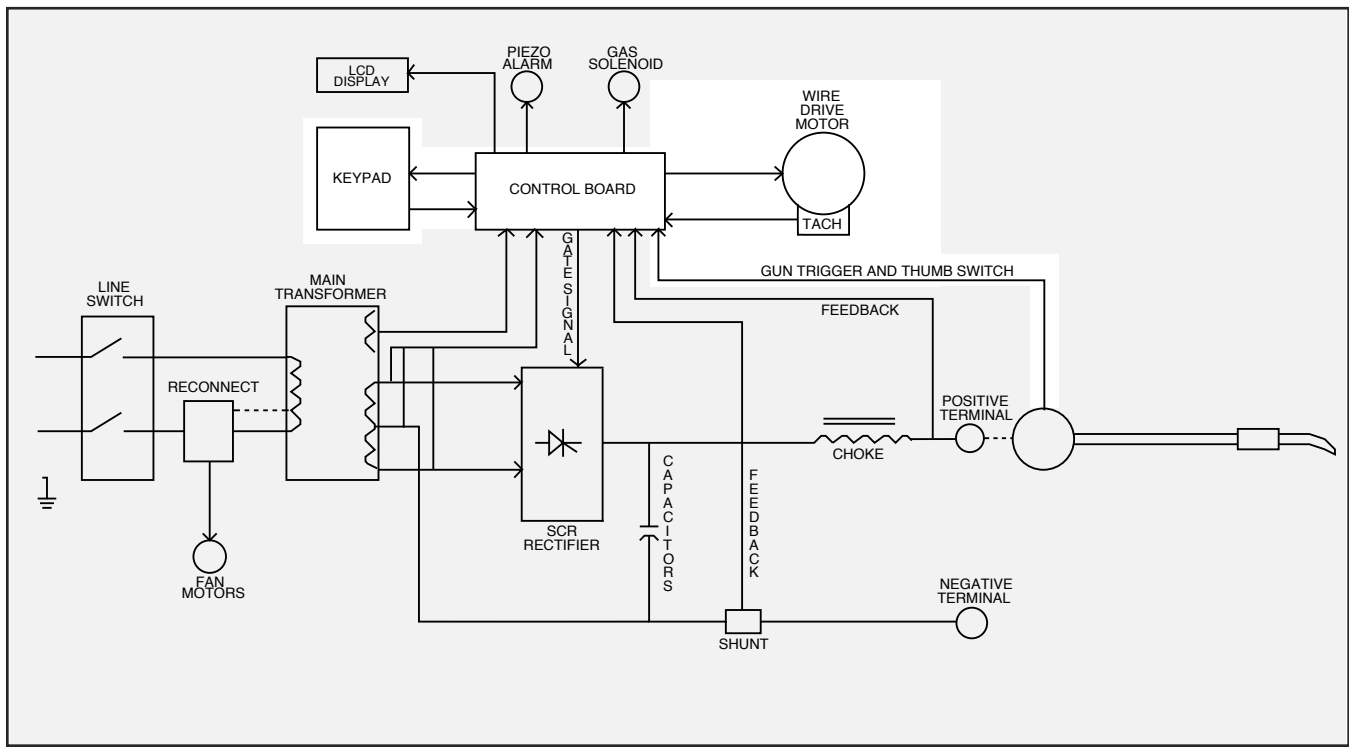 PIEZO
ALARM
GAS
SOLENOID
LCD
DISPLAY
WIRE
DRIVE
MOTOR
KEYPAD
CONTROL BOARD
TACH
GATE SIGNAL
GUN TRIGGER AND THUMB SWITCH
FEEDBACK
LINE
SWITCH
MAIN
TRANSFORMER
RECONNECT
POSITIVE
TERMINAL
CHOKE
CAPACITORS
FEEDBACK
SCR
RECTIFIER
FAN
MOTORS
NEGATIVE
TERMINAL
SHUNT